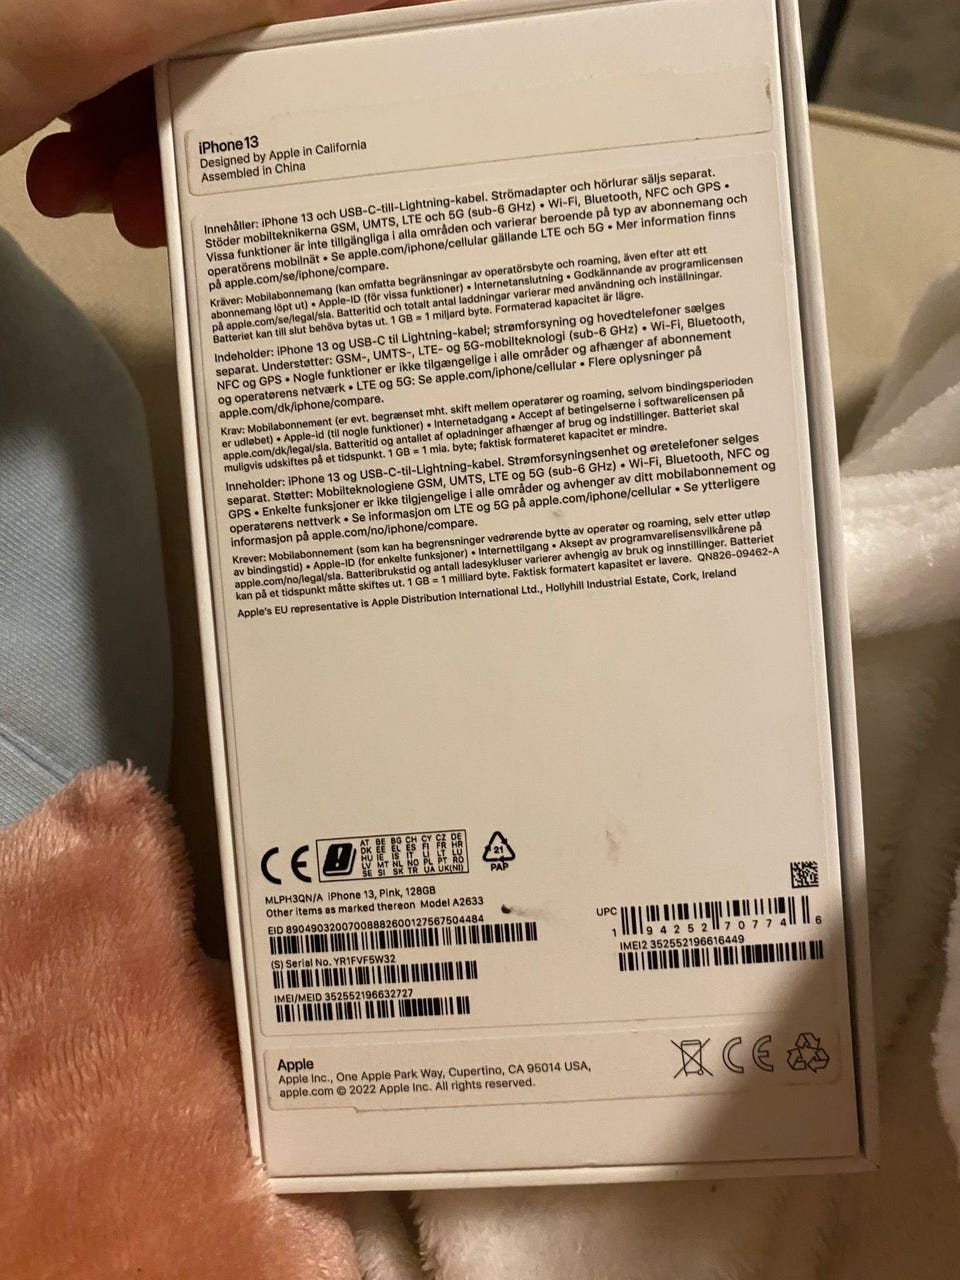 iPhone 13
Designed by Apple in California
Assembled in China
Innehåller: iPhone 13 och USB-C-till-Lightning-kabel. Strömadapter och hörlurar säljs separat.
Stöder mobilteknikerna GSM, UMTS, LTE och 5G (sub-6 GHz) • Wi-Fi, Bluetooth, NFC och GPS •
Vissa funktioner är inte tillgängliga i alla områden och varierar beroende på typ av abonnemang och
operatörens mobilnät • Se apple.com/iphone/cellular gällande LTE och 5G • Mer information finns
på apple.com/se/iphone/compare.
Kräver: Mobilabonnemang (kan omfatta begränsningar av operatörsbyte och roaming, även efter att ett
abonnemang löpt ut) • Apple-ID (för vissa funktioner) • Internetanslutning • Godkännande av programlicensen
på apple.com/se/legal/sla. Batteritid och totalt antal laddningar varierar med användning och inställningar.
Batteriet kan till slut behöva bytas ut. 1 GB = 1 miljard byte. Formaterad kapacitet är lägre.
Indeholder: iPhone 13 og USB-C til Lightning-kabel; strømforsyning og hovedtelefoner sælges
separat. Understøtter: GSM-, UMTS-, LTE- og 5G-mobilteknologi (sub-6 GHz) • Wi-Fi, Bluetooth,
NFC og GPS • Nogle funktioner er ikke tilgængelige i alle områder og afhænger af abonnement
og operatørens netværk • LTE og 5G: Se apple.com/iphone/cellular • Flere oplysninger på
apple.com/dk/iphone/compare.
Krav: Mobilabonnement (er evt. begrænset mht. skift mellem operatører og roaming, selvom bindingsperioden
er udløbet) • Apple-id (til nogle funktioner) • Internetadgang • Accept af betingelserne i softwarelicensen på
apple.com/dk/legal/sla. Batteritid og antallet af opladninger afhænger af brug og indstillinger. Batteriet skal
muligvis udskiftes på et tidspunkt. 1 GB = 1 mia. byte; faktisk formateret kapacitet er mindre.
Inneholder: iPhone 13 og USB-C-til-Lightning-kabel. Strømforsyningsenhet og øretelefoner selges
separat. Støtter: Mobilteknologiene GSM, UMTS, LTE og 5G (sub-6 GHz) • Wi-Fi, Bluetooth, NFC og
GPS • Enkelte funksjoner er ikke tilgjengelige i alle områder og avhenger av ditt mobilabonnement og
operatørens nettverk • Se informasjon om LTE og 5G på apple.com/iphone/cellular • Se ytterligere
informasjon på apple.com/no/iphone/compare.
Krever: Mobilabonnement (som kan ha begrensninger vedrørende bytte av operatør og roaming, selv etter utløp
av bindingstid) • Apple-ID (for enkelte funksjoner) • Internettilgang • Aksept av programvarelisensvilkårene på
apple.com/no/legal/sla. Batteribrukstid og antall ladesykluser varierer avhengig av bruk og innstillinger. Batteriet
kan på et tidspunkt måtte skiftes ut. 1 GB = 1 milliard byte. Faktisk formatert kapasitet er lavere. QN826-09462-A
Apple's EU representative is Apple Distribution International Ltd., Hollyhill Industrial Estate, Cork, Ireland
CE
AT BE BG CH CY CZ DE
DK EE EL ES FI FR HR
HU IE IS IT LI LT LU
LV MT NL NO PL PT RO
SE SI SK TR UA UK(NI)
21
PAP
MLPH3QN/A iPhone 13, Pink, 128GB
Other items as marked thereon Model A2633
EID 89049032007008882600127567504484
(S) Serial No. YR1FVF5W32
IMEI/MEID 352552196632727
UPC
1 94252 70774 6
IMEI2 352552196616449
Apple
Apple Inc., One Apple Park Way, Cupertino, CA 95014 USA,
apple.com © 2022 Apple Inc. All rights reserved.
CE